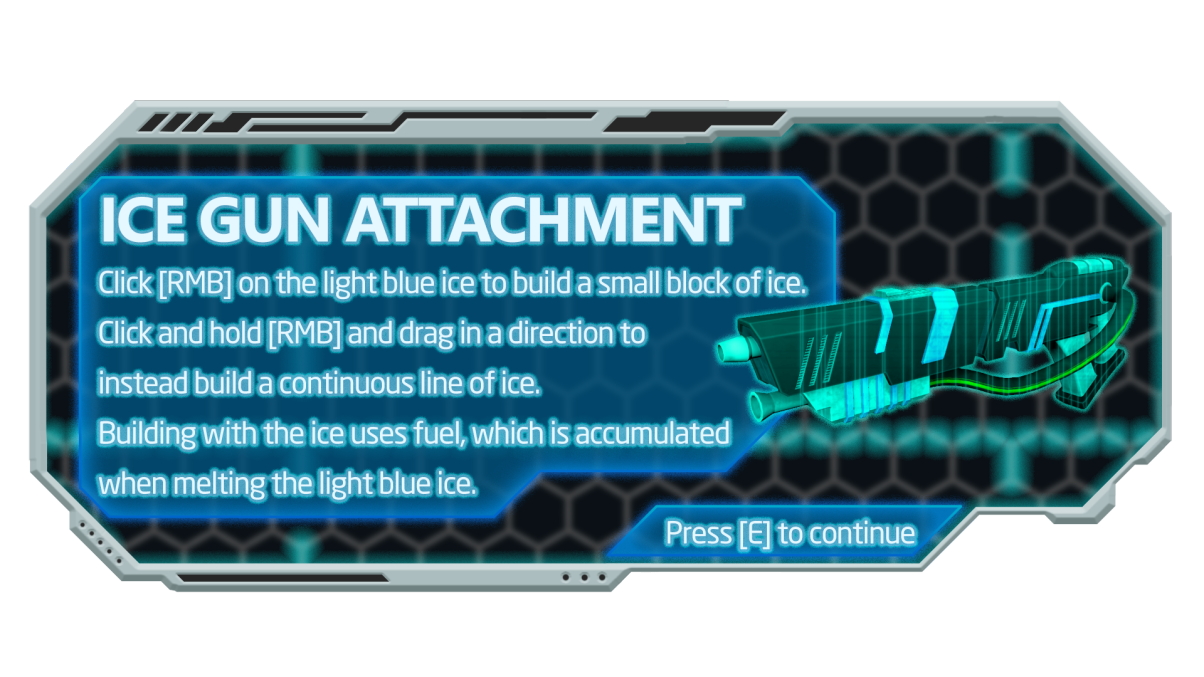 ICE GUN ATTACHMENT
Click [RMB] on the light blue ice to build a small block of ice.
Click and hold [RMB] and drag in a direction to
instead build a continuous line of ice.
Building with the ice uses fuel, which is accumulated
when melting the light blue ice.
Press [E] to continue